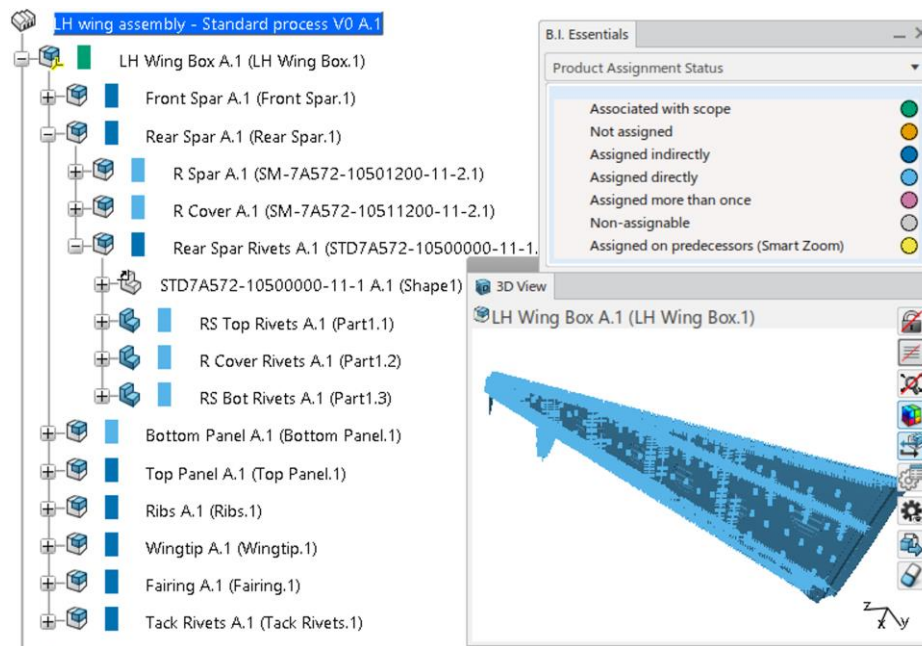 LH wing assembly - Standard process V0 A.1
LH Wing Box A.1 (LH Wing Box.1)
Front Spar A.1 (Front Spar.1)
Rear Spar A.1 (Rear Spar.1)
R Spar A.1 (SM-7A572-10501200-11-2.1)
R Cover A.1 (SM-7A572-10511200-11-2.1)
Rear Spar Rivets A.1 (STD7A572-10500000-11-1.
STD7A572-10500000-11-1 A.1 (Shape1)
RS Top Rivets A.1 (Part1.1)
R Cover Rivets A.1 (Part1.2)
RS Bot Rivets A.1 (Part1.3)
Bottom Panel A.1 (Bottom Panel.1)
Top Panel A.1 (Top Panel.1)
Ribs A.1 (Ribs.1)
Wingtip A.1 (Wingtip.1)
Fairing A.1 (Fairing.1)
Tack Rivets A.1 (Tack Rivets.1)
B.I. Essentials
Product Assignment Status
Associated with scope
Not assigned
Assigned indirectly
Assigned directly
Assigned more than once
Non-assignable
Assigned on predecessors (Smart Zoom)
3D View
LH Wing Box A.1 (LH Wing Box.1)
z
x
y